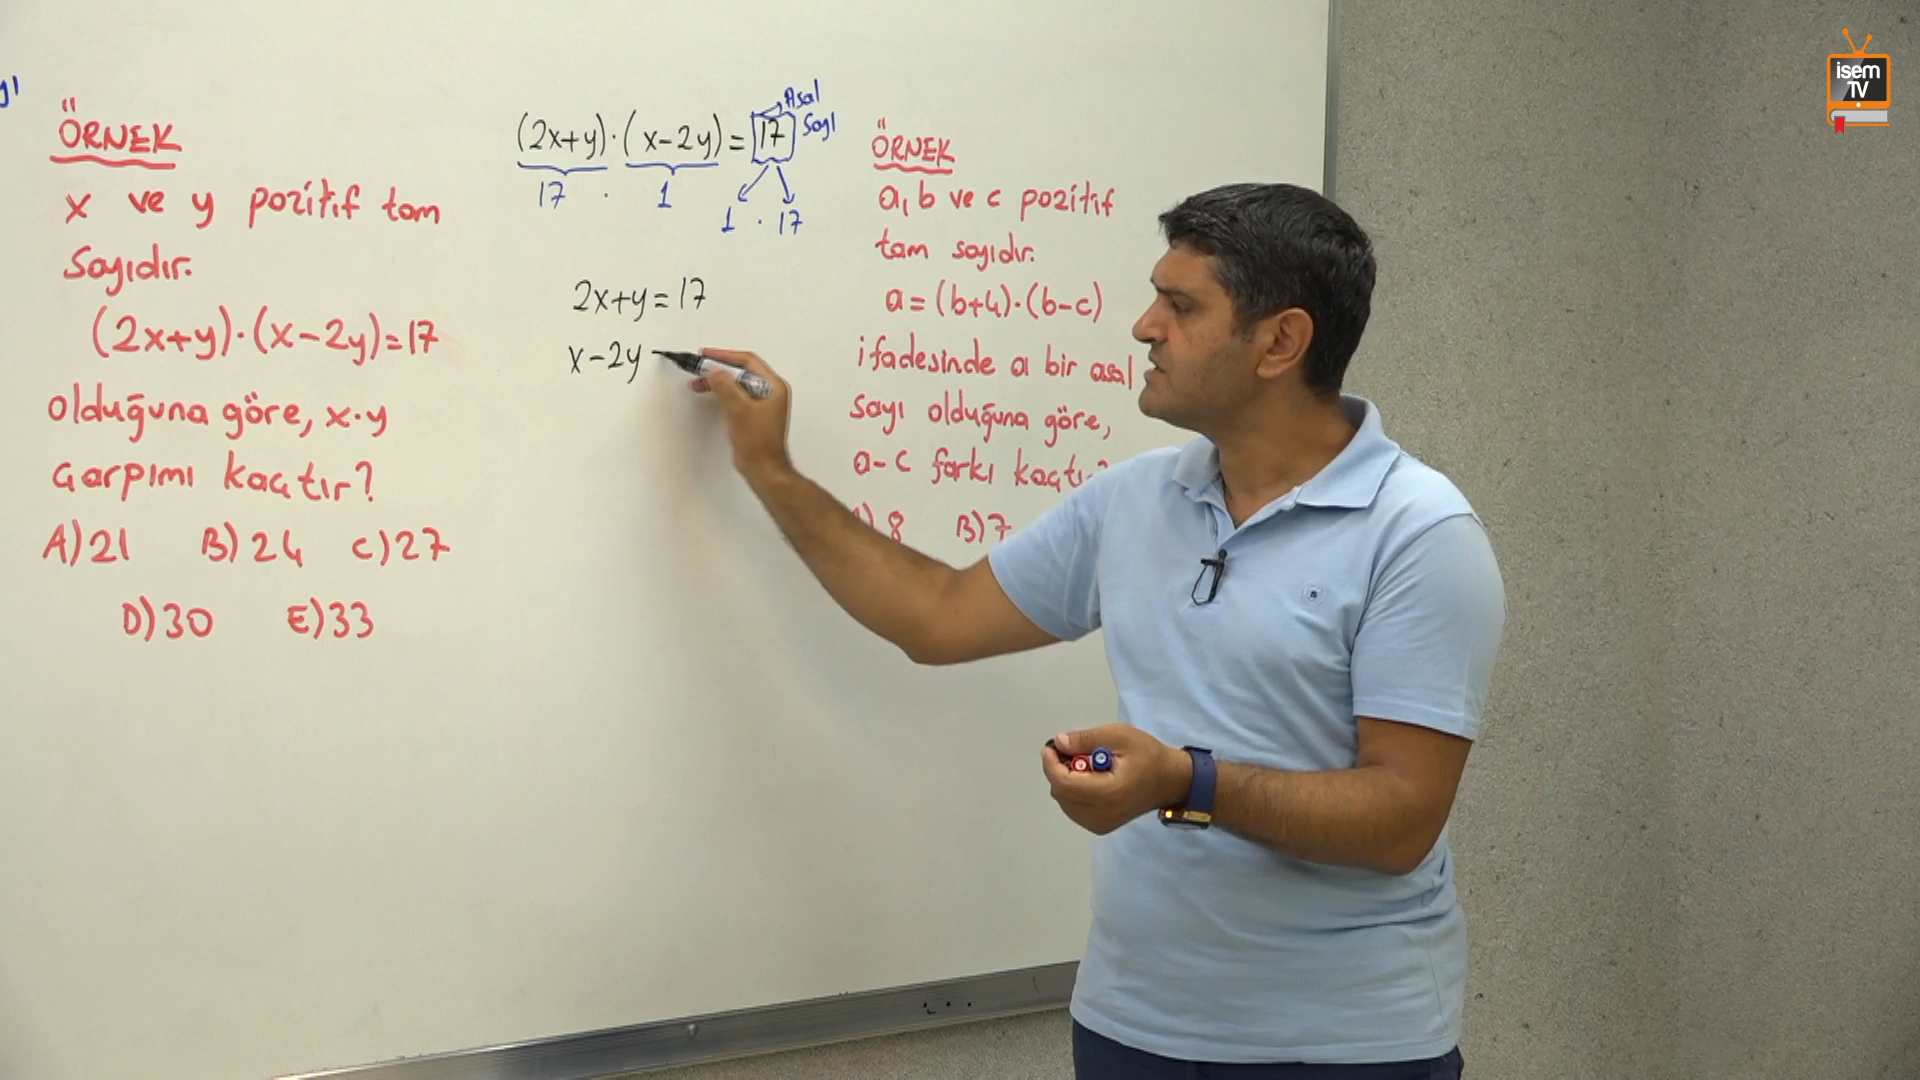 ÖRNEK
x ve y pozitif tam
sayıdır.
(2x+y)·(x-2y)=17
olduğuna göre, x·y
çarpımı kaçtır?
A)21 B)24 C)27
D)30 E)33
(2x+y)·(x-2y)=17
Asal
Sayı
17 · 1
1 · 17
2x+y=17
x-2y
ÖRNEK
a, b ve c pozitif
tam sayıdır.
a=(b+4)·(b-c)
ifadesinde a bir asal
sayı olduğuna göre,
a-c farkı
8 B)7
isem
TV